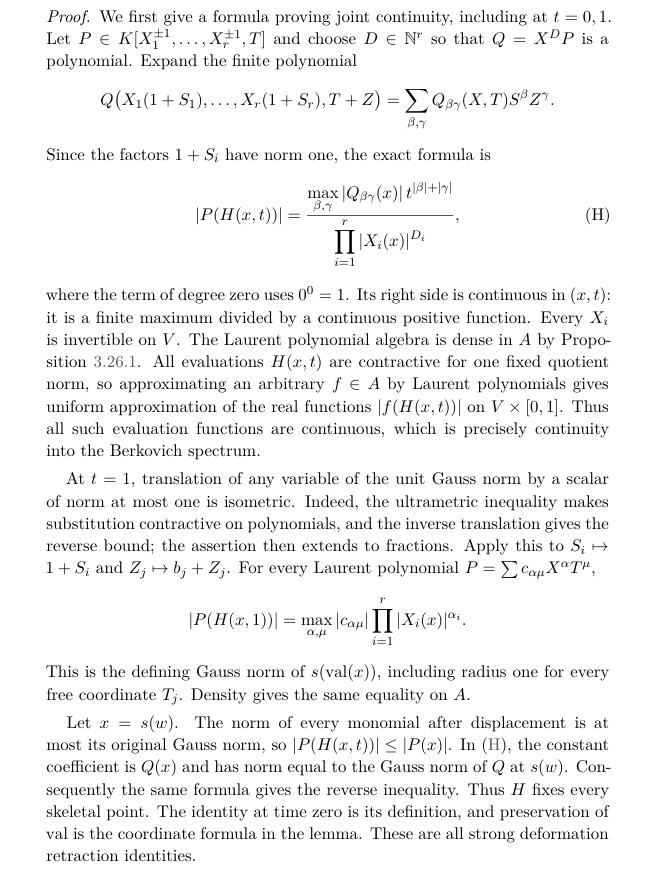 Proof. We first give a formula proving joint continuity, including at t = 0, 1.
Let P ∈ K[X₁^{±1}, . . . , X_r^{±1}, T] and choose D ∈ ℕ^r so that Q = X^D P is a
polynomial. Expand the finite polynomial
Q(X₁(1 + S₁), . . . , X_r(1 + S_r), T + Z) = ∑_{β,γ} Q_{βγ}(X, T)S^β Z^γ.
Since the factors 1 + S_i have norm one, the exact formula is
|P(H(x, t))| = \frac{max_{β,γ} |Q_{βγ}(x)| t^{|β|+|γ|}}{∏_{i=1}^{r} |X_i(x)|^{D_i}}, (H)
where the term of degree zero uses 0⁰ = 1. Its right side is continuous in (x, t):
it is a finite maximum divided by a continuous positive function. Every X_i
is invertible on V. The Laurent polynomial algebra is dense in A by Propo-
sition 3.26.1. All evaluations H(x, t) are contractive for one fixed quotient
norm, so approximating an arbitrary f ∈ A by Laurent polynomials gives
uniform approximation of the real functions |f(H(x, t))| on V × [0, 1]. Thus
all such evaluation functions are continuous, which is precisely continuity
into the Berkovich spectrum.
At t = 1, translation of any variable of the unit Gauss norm by a scalar
of norm at most one is isometric. Indeed, the ultrametric inequality makes
substitution contractive on polynomials, and the inverse translation gives the
reverse bound; the assertion then extends to fractions. Apply this to S_i ↦
1 + S_i and Z_j ↦ b_j + Z_j. For every Laurent polynomial P = ∑ c_{αμ}X^α T^μ,
|P(H(x, 1))| = max_{α,μ} |c_{αμ}| ∏_{i=1}^{r} |X_i(x)|^{α_i}.
This is the defining Gauss norm of s(val(x)), including radius one for every
free coordinate T_j. Density gives the same equality on A.
Let x = s(w). The norm of every monomial after displacement is at
most its original Gauss norm, so |P(H(x, t))| ≤ |P(x)|. In (H), the constant
coefficient is Q(x) and has norm equal to the Gauss norm of Q at s(w). Con-
sequently the same formula gives the reverse inequality. Thus H fixes every
skeletal point. The identity at time zero is its definition, and preservation of
val is the coordinate formula in the lemma. These are all strong deformation
retraction identities.